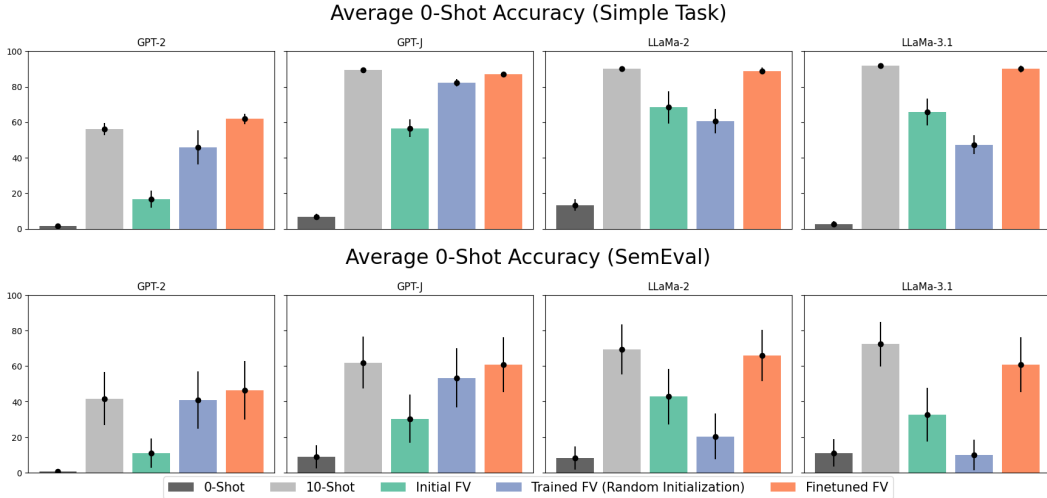 Average 0-Shot Accuracy (Simple Task)
GPT-2 GPT-J LLaMa-2 LLaMa-3.1
100
80
60
40
20
0
Average 0-Shot Accuracy (SemEval)
GPT-2 GPT-J LLaMa-2 LLaMa-3.1
100
80
60
40
20
0
0-Shot 10-Shot Initial FV Trained FV (Random Initialization) Finetuned FV